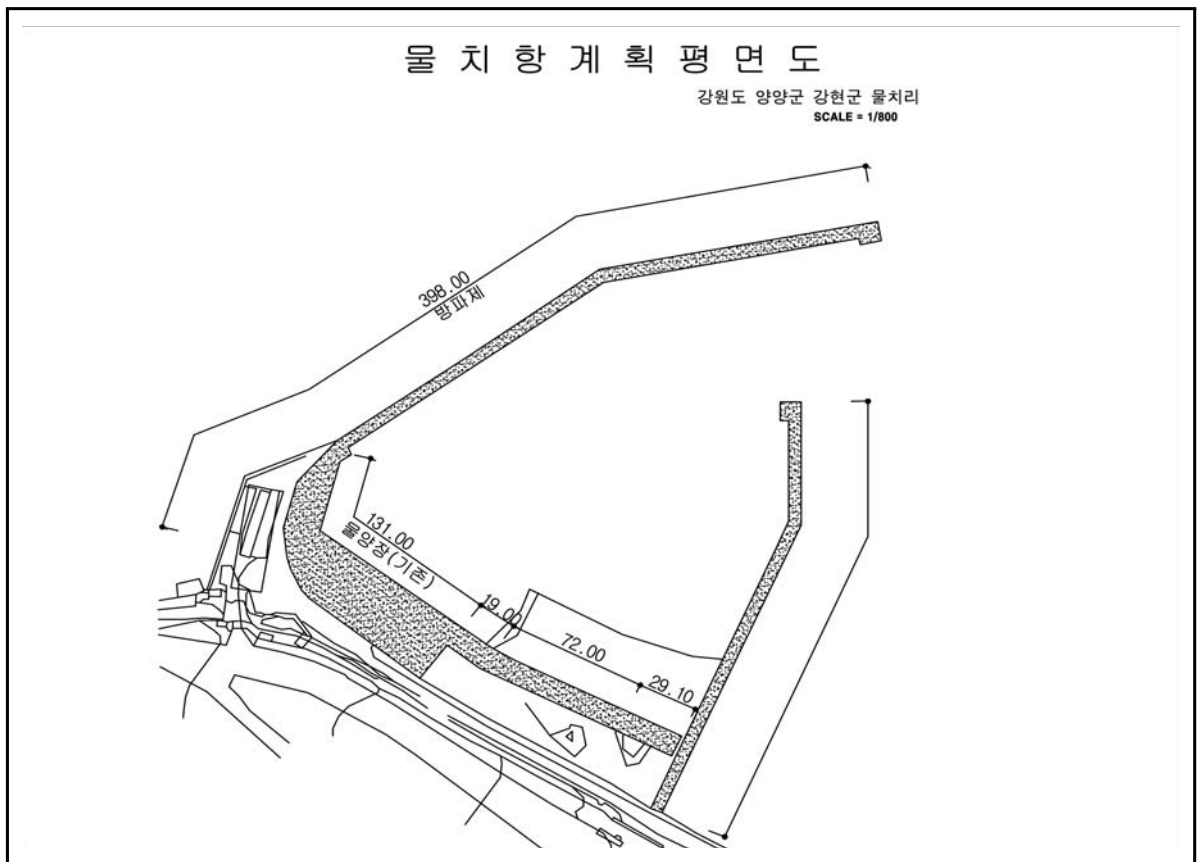 물 치 항 계 획 평 면 도
강원도 양양군 강현군 물치리
SCALE = 1/800
398.00
방파제
131.00
물양장(기존)
19.00
72.00
29.10